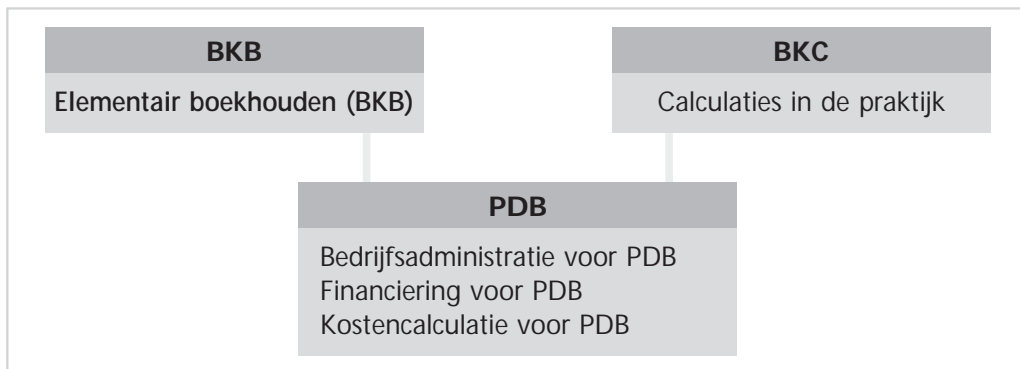 BKB
Elementair boekhouden (BKB)
BKC
Calculaties in de praktijk
PDB
Bedrijfsadministratie voor PDB
Financiering voor PDB
Kostencalculatie voor PDB